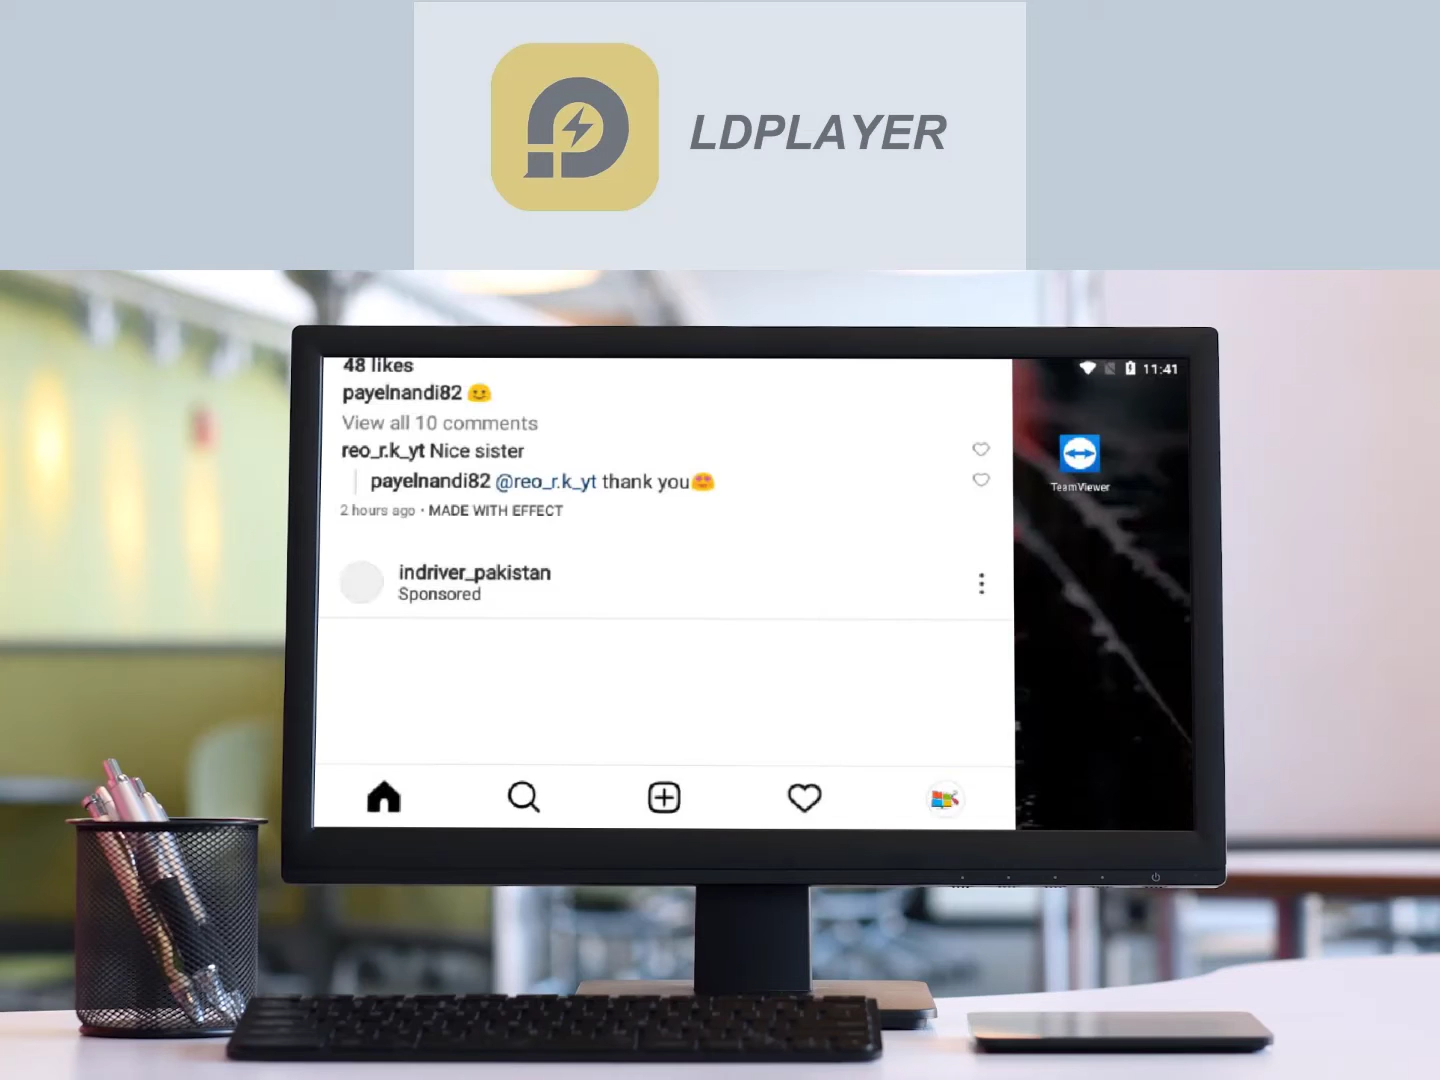 LDPLAYER
48 likes
payelnandi82 😊
View all 10 comments
reo_r.k_yt Nice sister
payelnandi82 @reo_r.k_yt thank you😍
2 hours ago • MADE WITH EFFECT
indriver_pakistan
Sponsored
11:41
TeamViewer